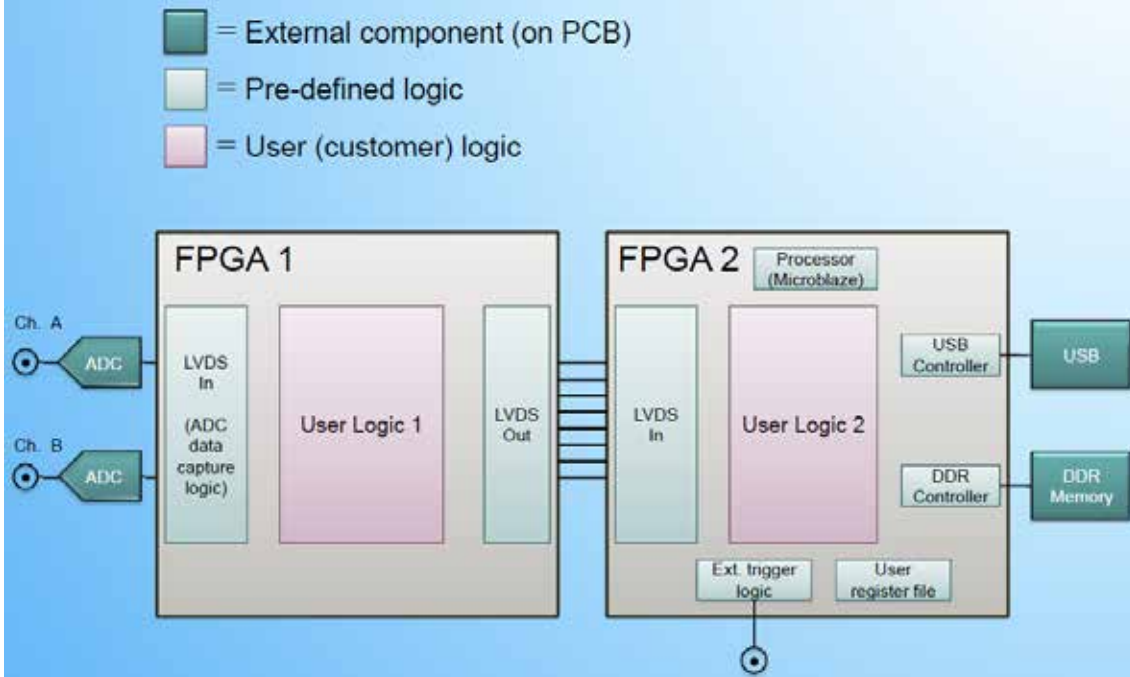 = External component (on PCB)
= Pre-defined logic
= User (customer) logic
FPGA 1
FPGA 2
Processor
(Microblaze)
Ch. A
ADC
Ch. B
ADC
LVDS
In
(ADC
data
capture
logic)
User Logic 1
LVDS
Out
LVDS
In
User Logic 2
USB
Controller
USB
DDR
Controller
DDR
Memory
Ext. trigger
logic
User
register file